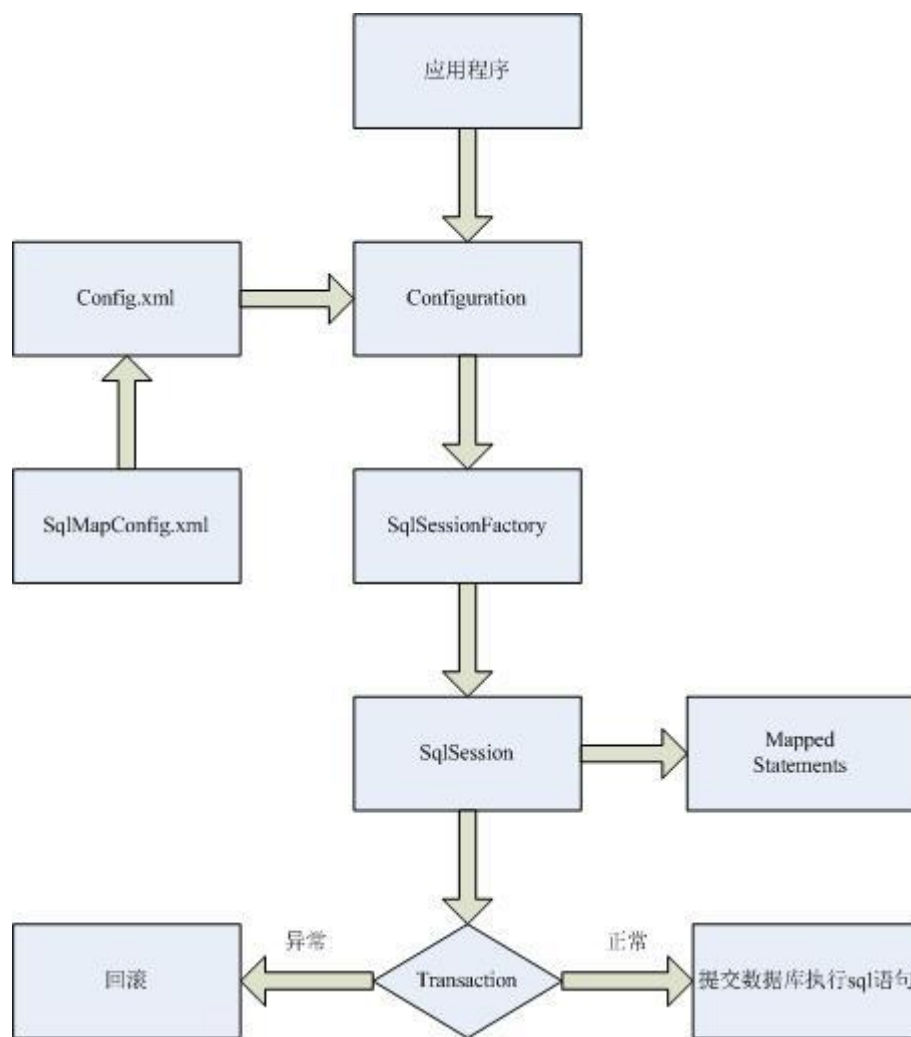 应用程序
Config.xml
Configuration
SqlMapConfig.xml
SqlSessionFactory
SqlSession
Mapped
Statements
异常
正常
回滚
Transaction
提交数据库执行sql语句